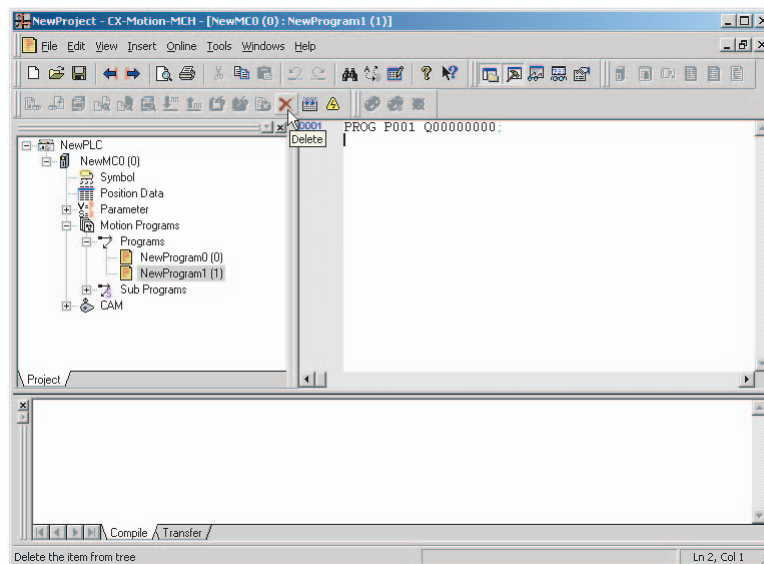 NewProject - CX-Motion-MCH - [NewMC0 (0) : NewProgram1 (1)]
File Edit View Insert Online Tools Windows Help
0001 PROG P001 Q00000000;
Delete
NewPLC
NewMC0 (0)
Symbol
Position Data
Parameter
Motion Programs
Programs
NewProgram0 (0)
NewProgram1 (1)
Sub Programs
CAM
Project
Compile Transfer
Delete the item from tree
Ln 2, Col 1